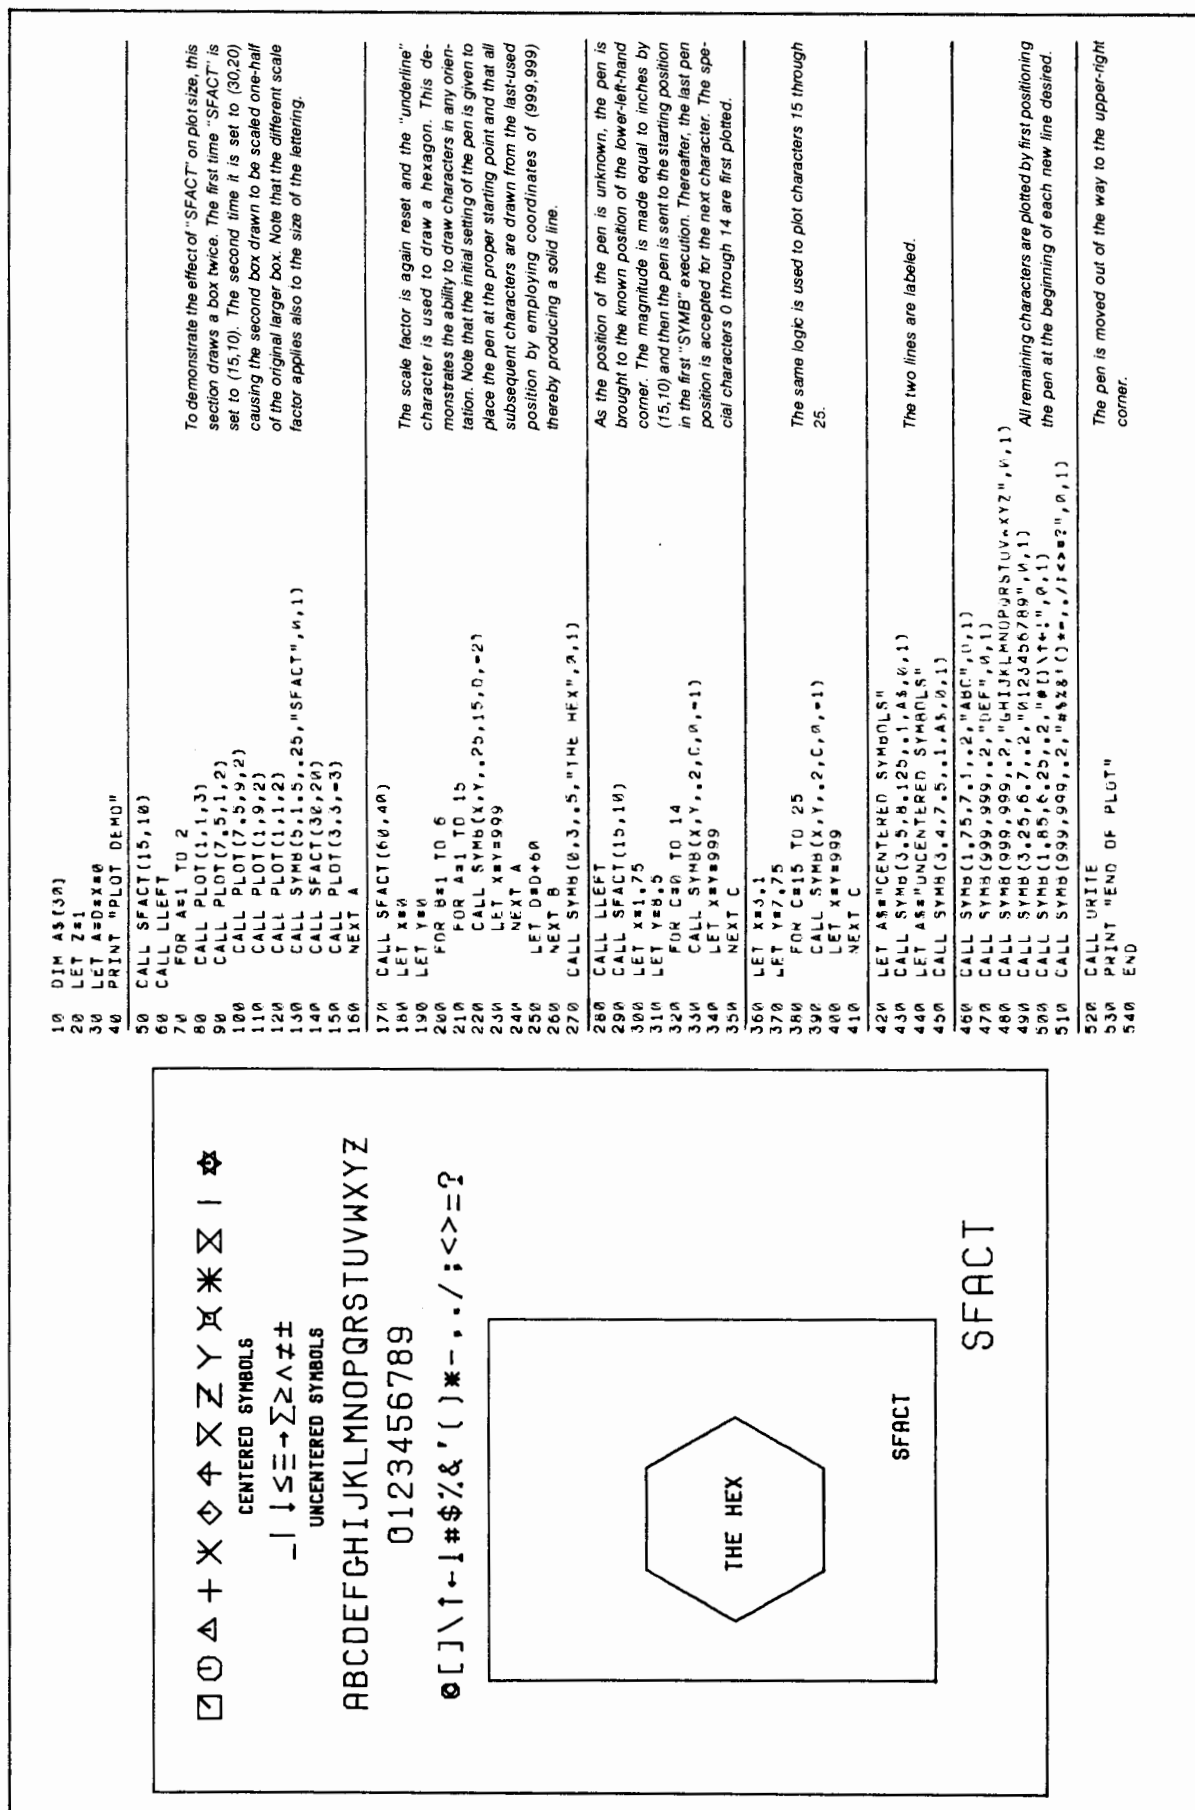 10 DIM A$(30)
20 LET Z=1
30 LET A=D=X=0
40 PRINT "PLOT DEMO"
50 CALL SFACT(15,10)
60 CALL LLEFT
70 FOR A=1 TO 2
80 CALL PLOT(1,1,3)
90 CALL PLOT(7.5,1,2)
100 CALL PLOT(7.5,9,2)
110 CALL PLOT(1,9,2)
120 CALL PLOT(1,1,2)
130 CALL SYMB(5,1.5,.25,"SFACT",0,1)
140 CALL SFACT(30,20)
150 CALL PLOT(3,3,-3)
160 NEXT A
To demonstrate the effect of "SFACT" on plot size, this
section draws a box twice. The first time "SFACT" is
set to (15,10). The second time it is set to (30,20)
causing the second box drawn to be scaled one-half
of the original larger box. Note that the different scale
factor applies also to the size of the lettering.
170 CALL SFACT(60,40)
180 LET X=0
190 LET Y=0
200 FOR B=1 TO 6
210 FOR A=1 TO 15
220 CALL SYMB(X,Y,.25,15,D,-2)
230 LET X=Y=999
240 NEXT A
250 LET D=D+60
260 NEXT B
270 CALL SYMB(0,3,.5,"THE HEX",0,1)
The scale factor is again reset and the "underline"
character is used to draw a hexagon. This de-
monstrates the ability to draw characters in any orien-
tation. Note that the initial setting of the pen is given to
place the pen at the proper starting point and that all
subsequent characters are drawn from the last-used
position by employing coordinates of (999,999)
thereby producing a solid line.
280 CALL LLEFT
290 CALL SFACT(15,10)
300 LET X=1.75
310 LET Y=8.5
320 FOR C=0 TO 14
330 CALL SYMB(X,Y,.2,C,0,-1)
340 LET X=Y=999
350 NEXT C
As the position of the pen is unknown, the pen is
brought to the known position of the lower-left-hand
corner. The magnitude is made equal to inches by
(15,10) and then the pen is sent to the starting position
in the first "SYMB" execution. Thereafter, the last pen
position is accepted for the next character. The spe-
cial characters 0 through 14 are first plotted.
360 LET X=3.1
370 LET Y=7.75
380 FOR C=15 TO 25
390 CALL SYMB(X,Y,.2,C,0,-1)
400 LET X=Y=999
410 NEXT C
The same logic is used to plot characters 15 through
25.
420 LET A$="CENTERED SYMBOLS"
430 CALL SYMB(3.5,8.125,.1,A$,0,1)
440 LET A$="UNCENTERED SYMBOLS"
450 CALL SYMB(3.4,7.5,.1,A$,0,1)
The two lines are labeled.
460 CALL SYMB(1.75,7.1,.2,"ABC",0,1)
470 CALL SYMB(999,999,.2,"DEF",0,1)
480 CALL SYMB(999,999,.2,"GHIJKLMNOPQRSTUVWXYZ",0,1)
490 CALL SYMB(3.25,6.7,.2,"0123456789",0,1)
500 CALL SYMB(1.85,6.25,.2,"@[]\↑←!",0,1)
510 CALL SYMB(999,999,.2,"#$%&'()*+-,./;<>=?",0,1)
All remaining characters are plotted by first positioning
the pen at the beginning of each new line desired.
520 CALL URITE
530 PRINT "END OF PLOT"
540 END
The pen is moved out of the way to the upper-right
corner.
CENTERED SYMBOLS
_|↓≤≡→∑≥∧≠±
UNCENTERED SYMBOLS
ABCDEFGHIJKLMNOPQRSTUVWXYZ
0123456789
@[]\↑←!#$%&'()*-,./;<>=?
THE HEX
SFACT
SFACT